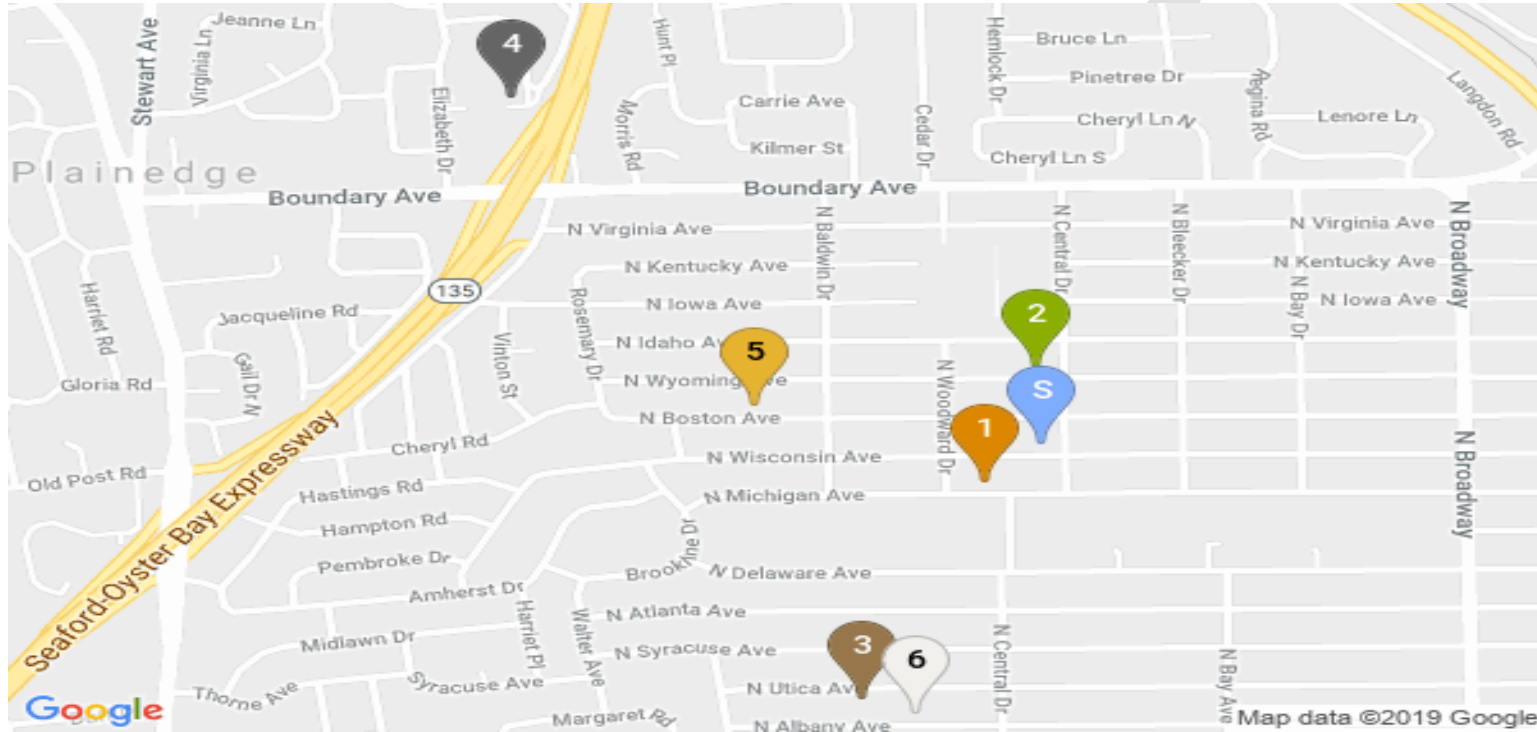 Jeanne Ln
Virginia Ln
Stewart Ave
4
Elizabeth Dr
Hunt Pl
Morris Rd
Carrie Ave
Kilmer St
Cedar Dr
Hemlock Dr
Bruce Ln
Pinetree Dr
Cheryl Ln N
Cheryl Ln S
Regina Rd
Lenore Ln
Langdon Rd
Plainedge
Boundary Ave
Boundary Ave
N Virginia Ave
N Virginia Ave
N Kentucky Ave
N Kentucky Ave
N Iowa Ave
N Iowa Ave
N Baldwin Dr
N Central Dr
N Bleecker Dr
N Bay Dr
N Broadway
135
Harriet Rd
Jacqueline Rd
Gail Dr N
Gloria Rd
Vinton St
Rosemary Dr
N Idaho Av
5
N Wyoming Ave
N Boston Ave
2
S
1
N Woodward Dr
N Wisconsin Ave
N Michigan Ave
N Broadway
Cheryl Rd
Old Post Rd
Hastings Rd
Hampton Rd
Pembroke Dr
Amherst Dr
Seaford-Oyster Bay Expressway
Brooklyne Dr
N Delaware Ave
N Atlanta Ave
Walter Ave
Harriet Pl
Midlawn Dr
N Syracuse Ave
Syracuse Ave
Thorne Ave
3
6
N Utica Ave
N Central Dr
N Bay Ave
Margaret Rd
N Albany Ave
Google
Map data ©2019 Google